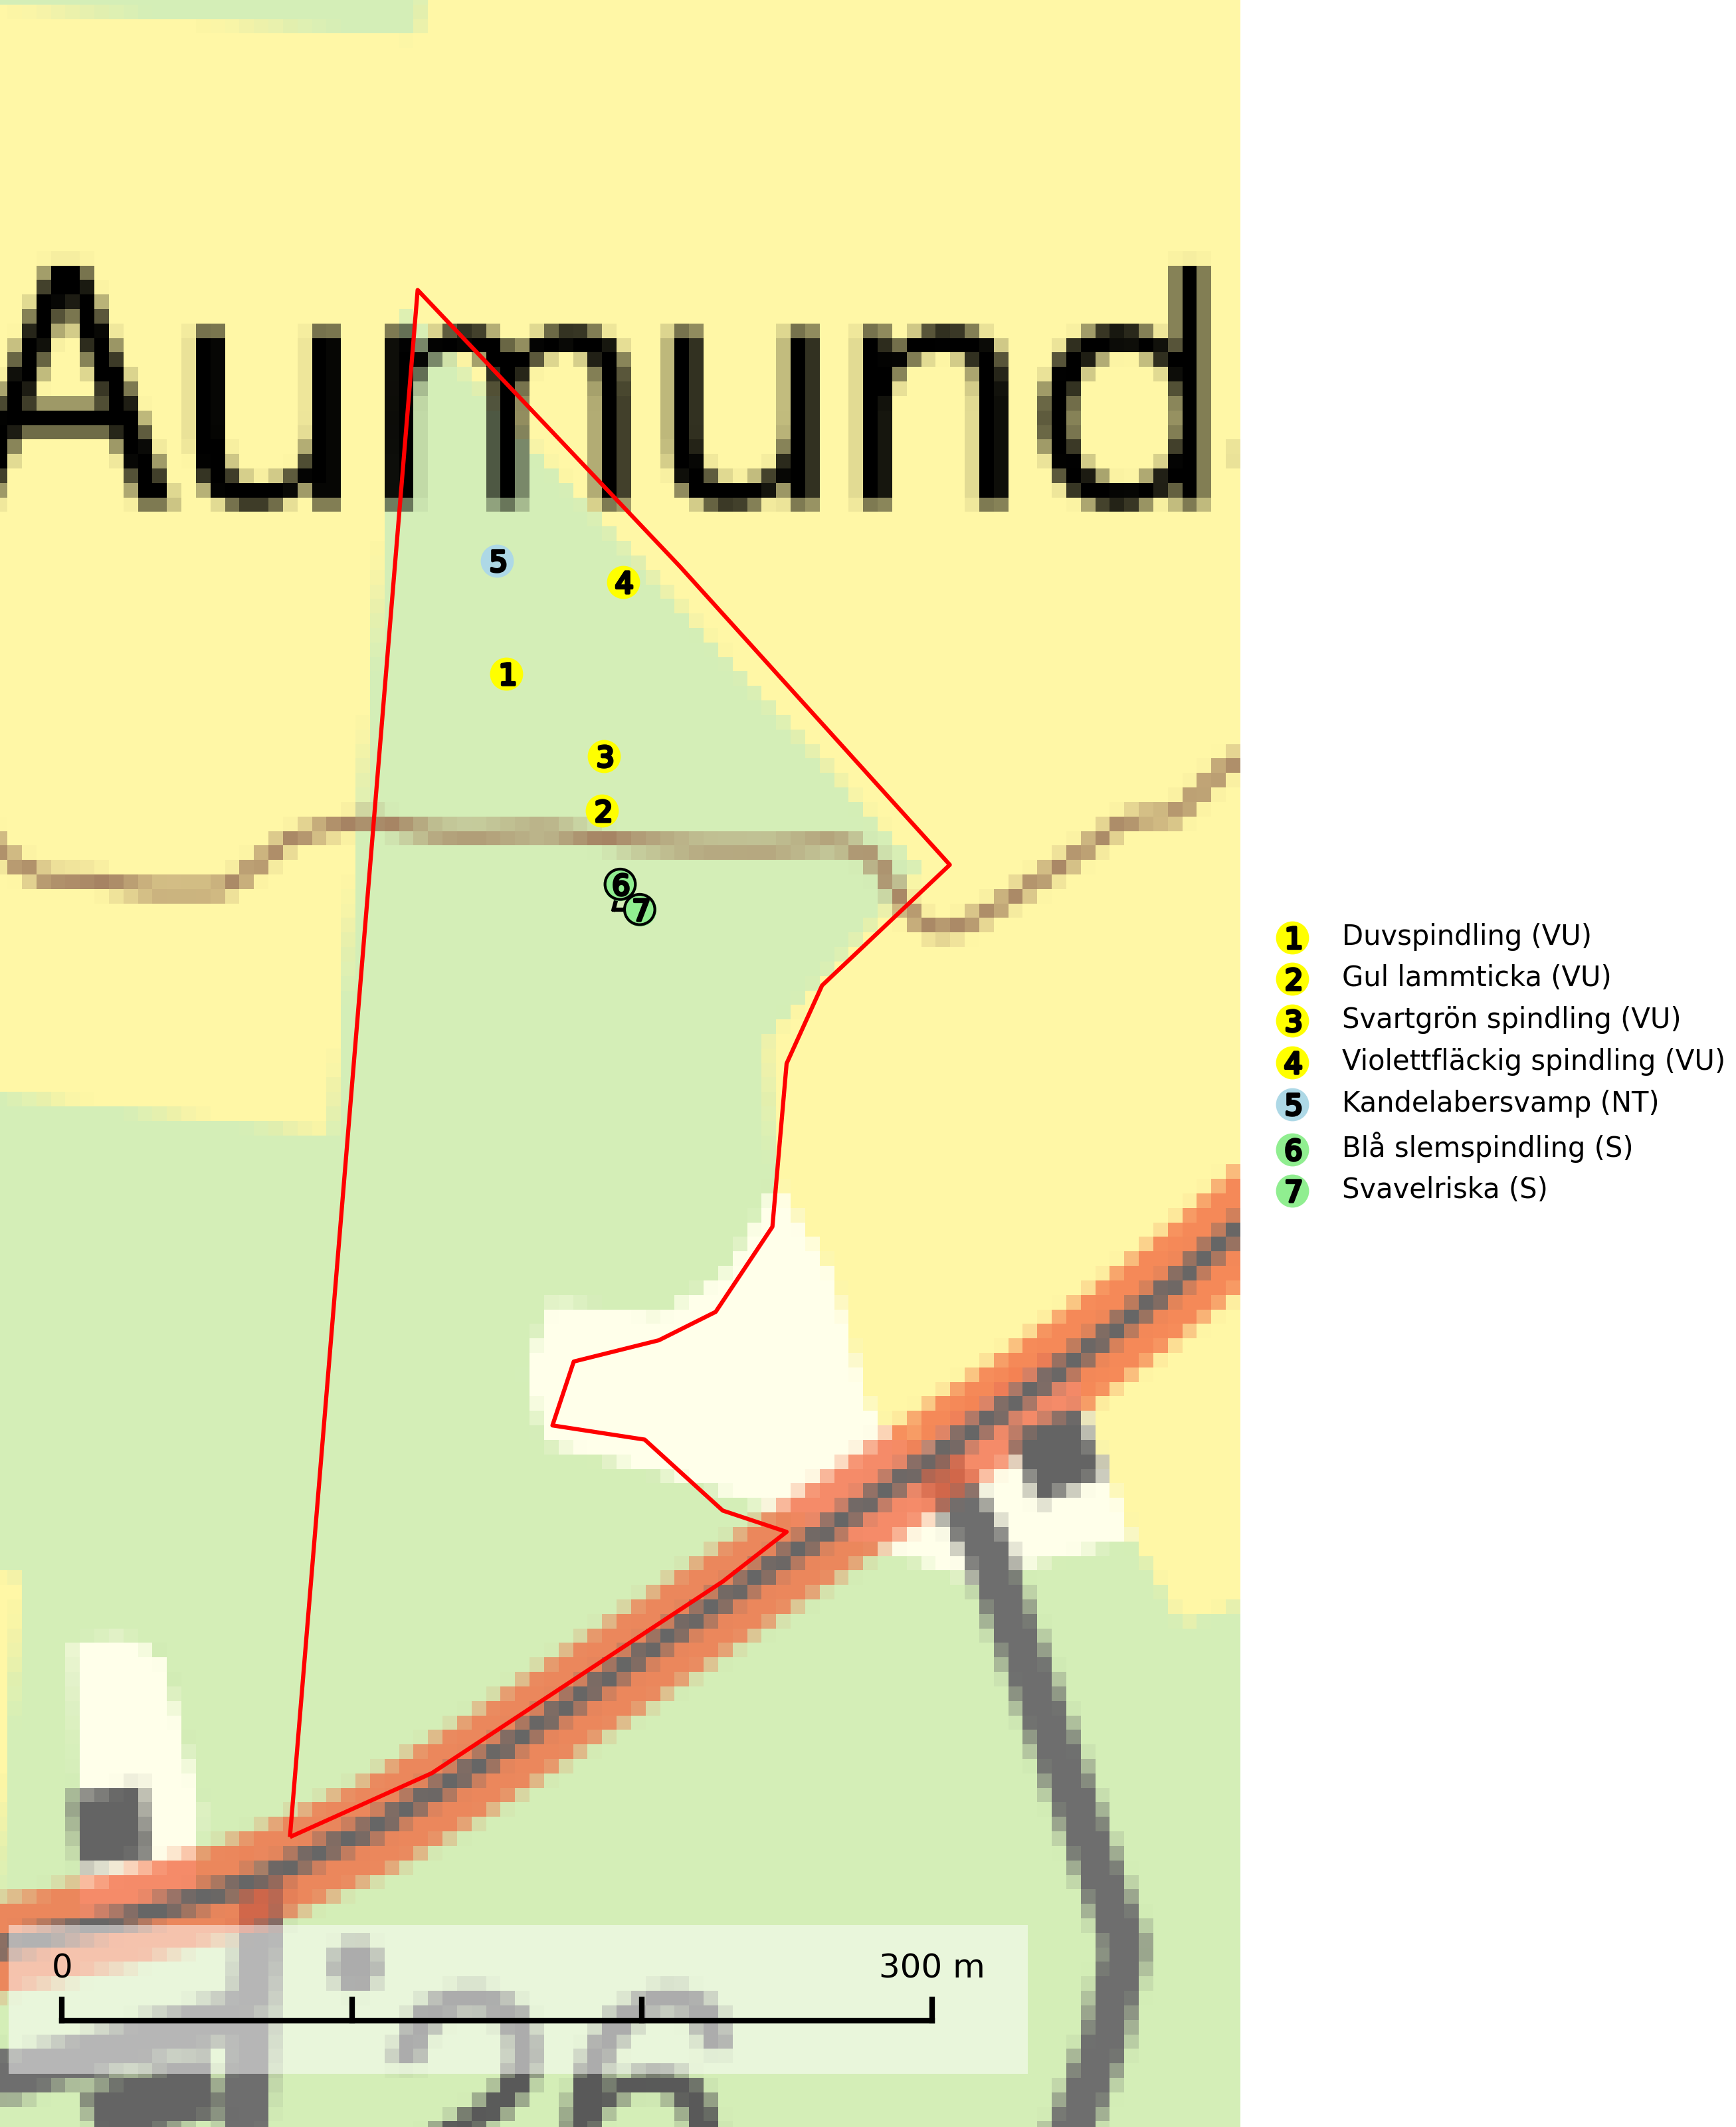 Aumund
5
4
1
3
2
6
7
1 Duvspindling (VU)
2 Gul lammticka (VU)
3 Svartgrön spindling (VU)
4 Violettfläckig spindling (VU)
5 Kandelabersvamp (NT)
6 Blå slemspindling (S)
7 Svavelriska (S)
0 300 m